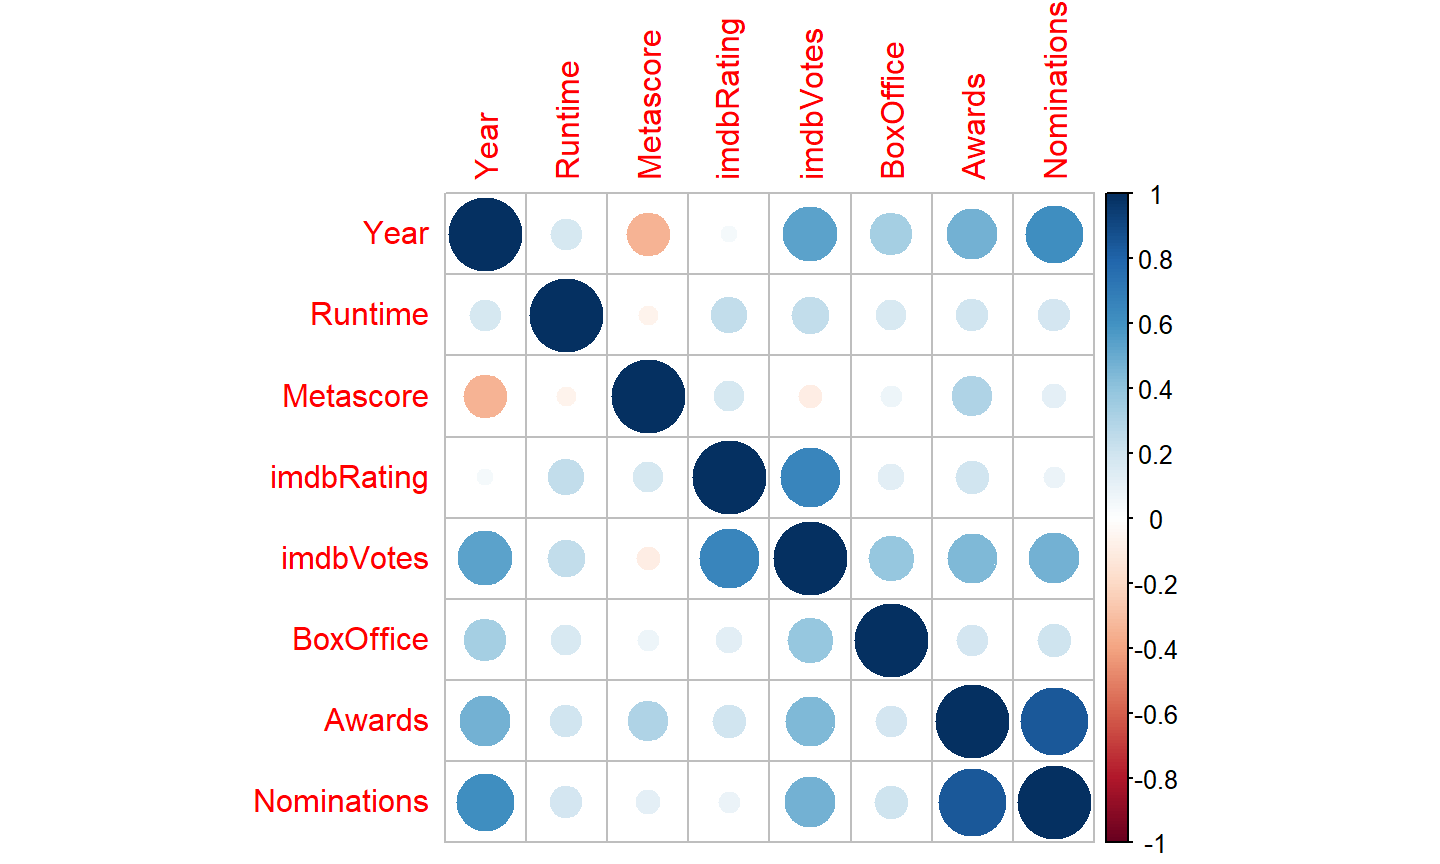 Year
Runtime
Metascore
imdbRating
imdbVotes
BoxOffice
Awards
Nominations
Year
Runtime
Metascore
imdbRating
imdbVotes
BoxOffice
Awards
Nominations
1
0.8
0.6
0.4
0.2
0
-0.2
-0.4
-0.6
-0.8
-1